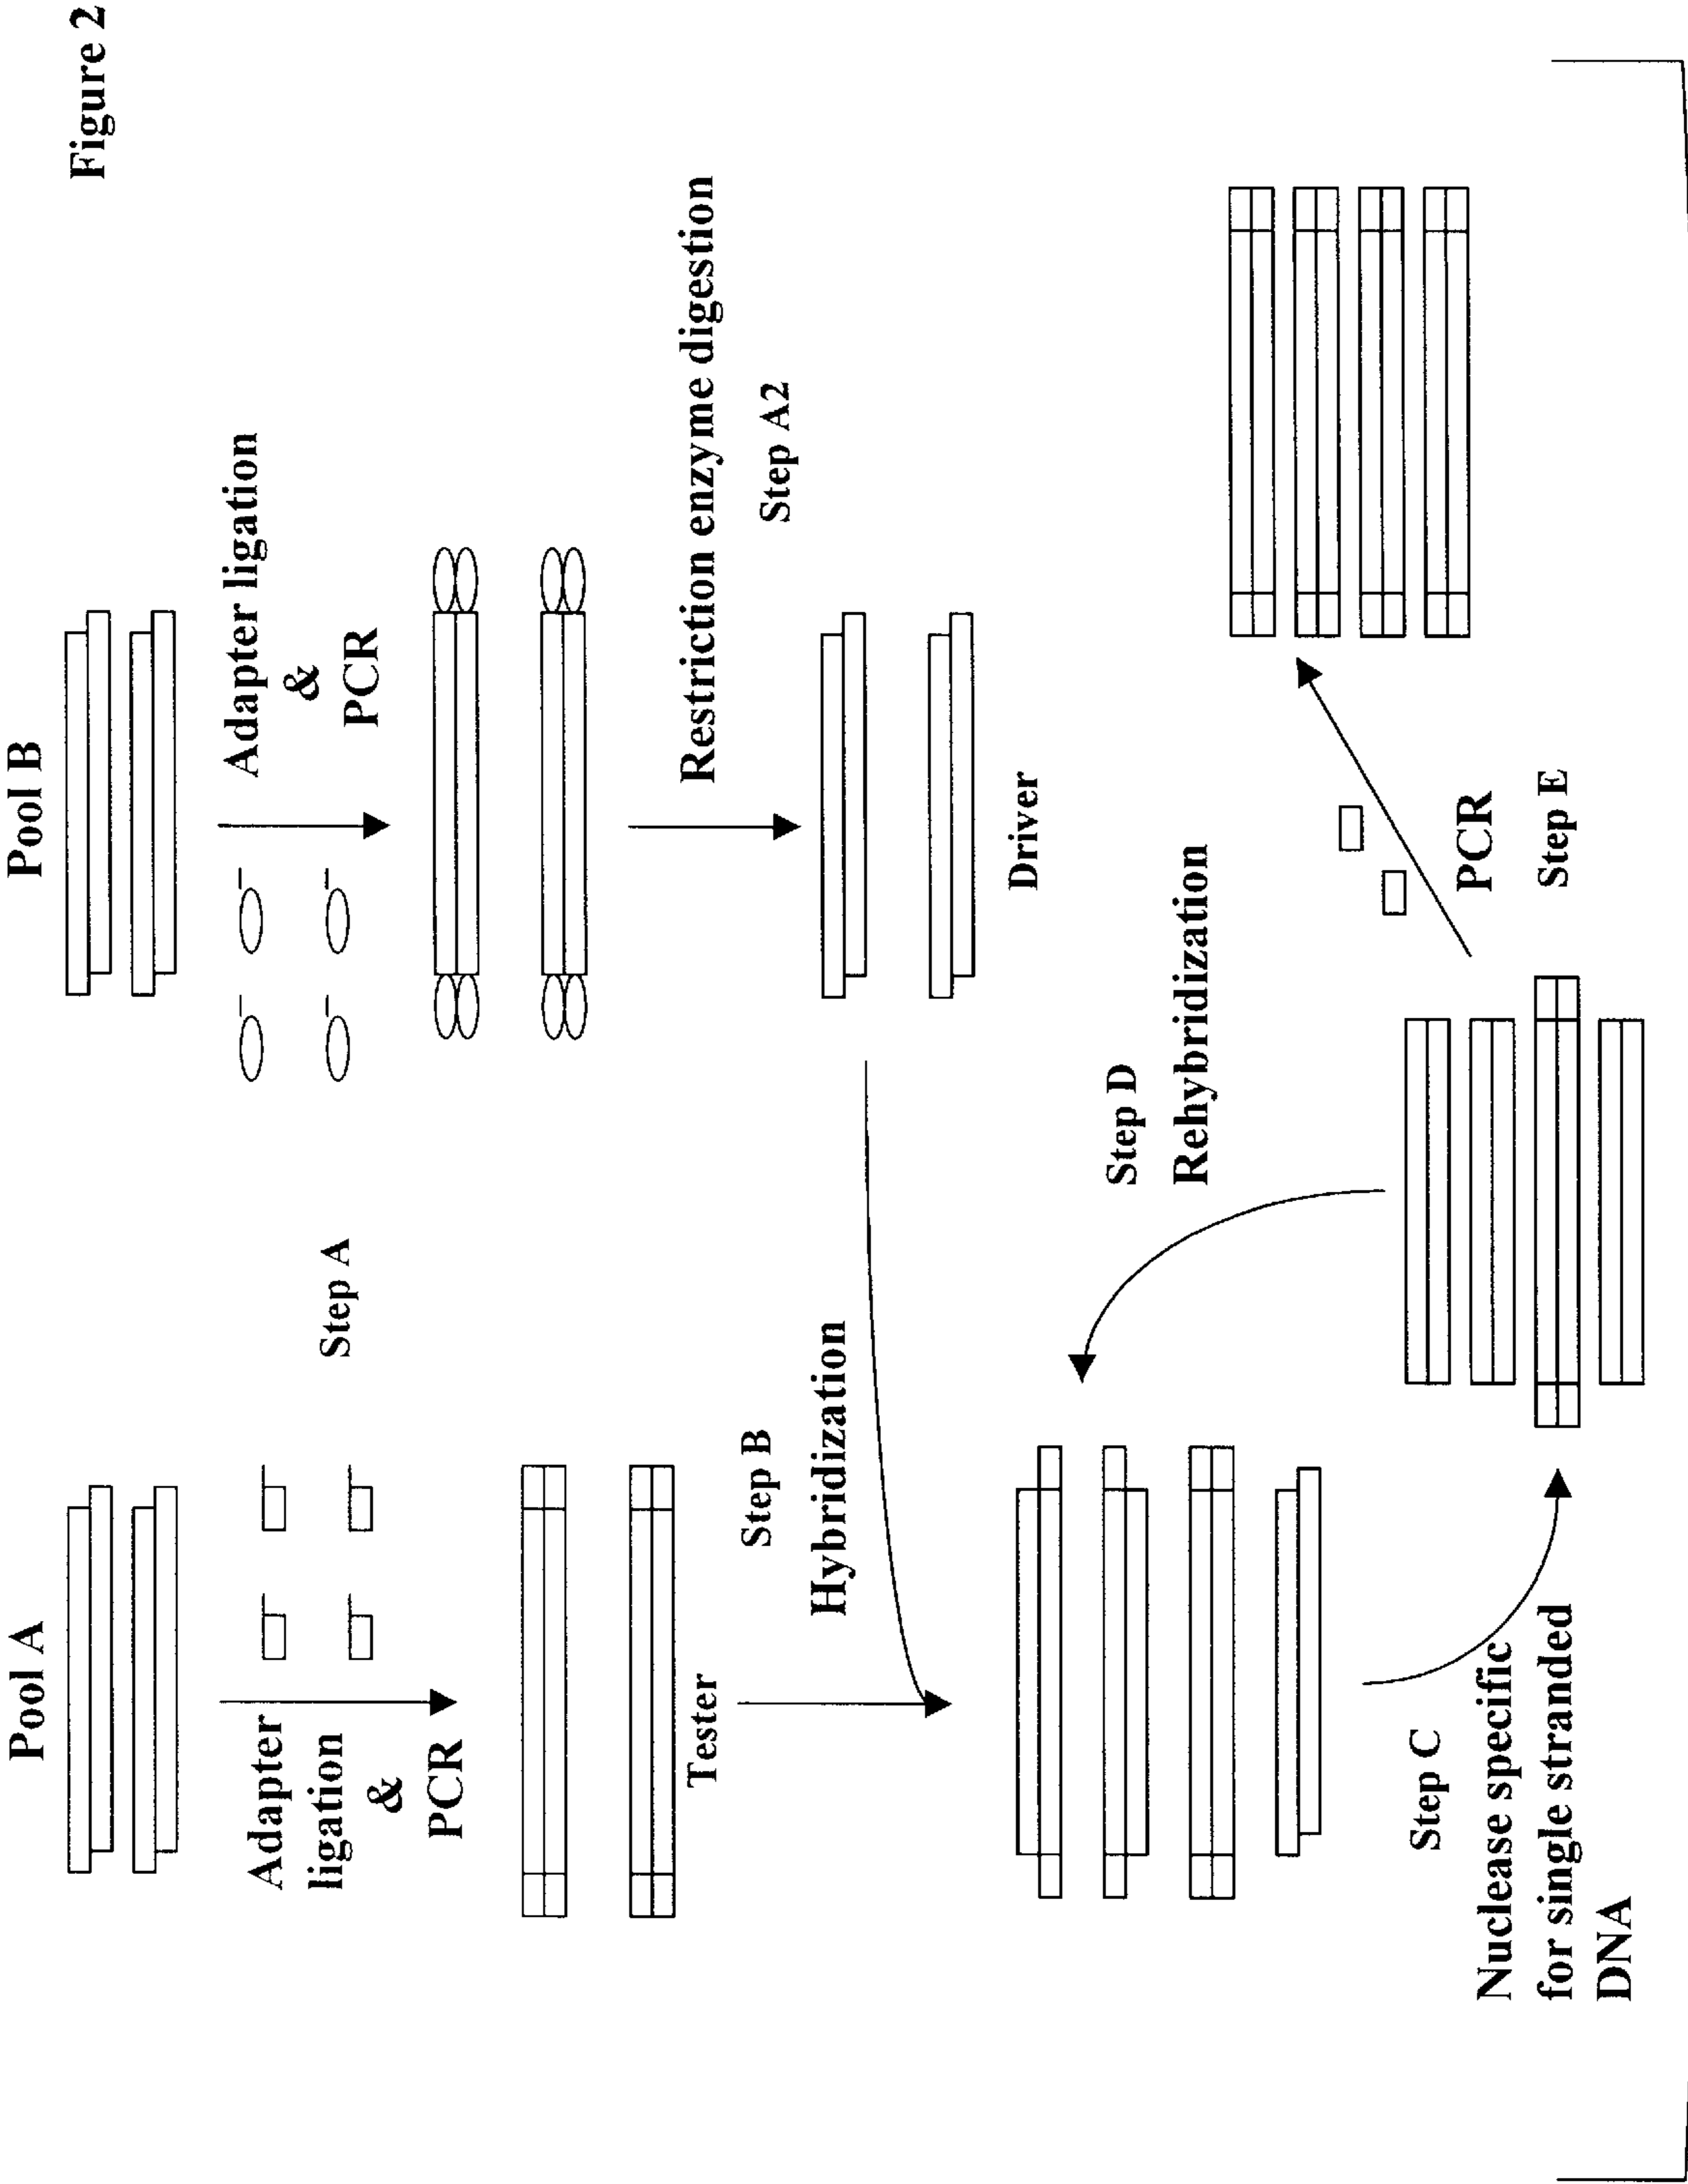 Figure 2
Pool A
Pool B
Adapter
ligation
&
PCR
Step A
Adapter ligation
&
PCR
Tester
Restriction enzyme digestion
Step A2
Step B
Hybridization
Driver
Step D
Rehybridization
Step C
Nuclease specific
for single stranded
DNA
PCR
Step E